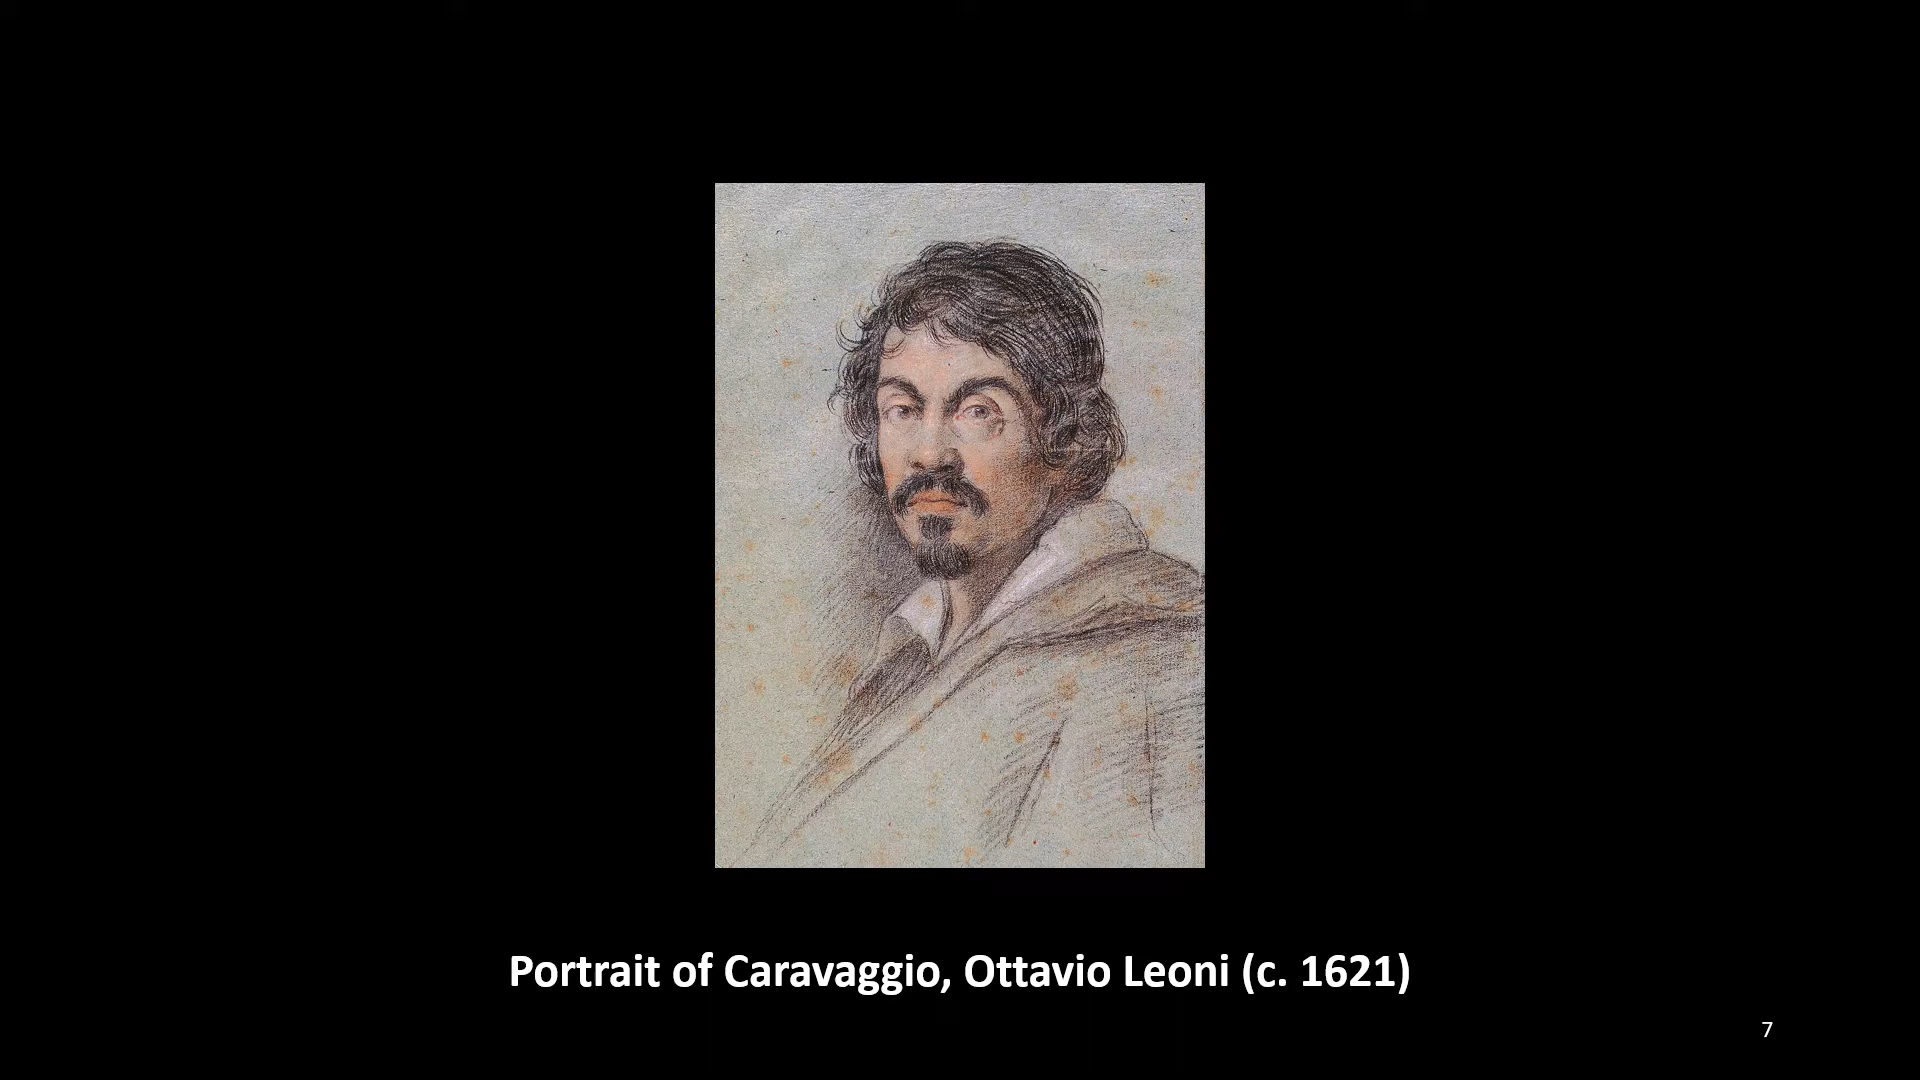 Portrait of Caravaggio, Ottavio Leoni (c. 1621)
7